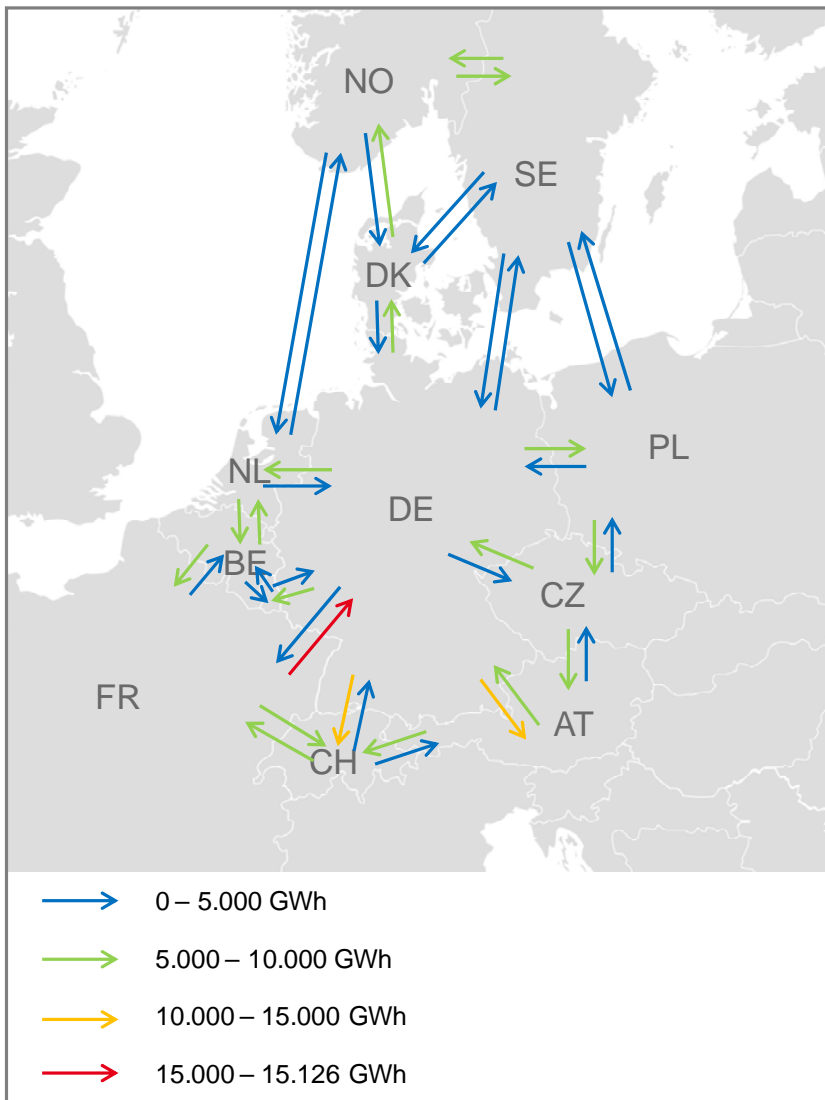 NO
SE
DK
PL
NL
DE
BE
CZ
FR
AT
CH
0 – 5.000 GWh
5.000 – 10.000 GWh
10.000 – 15.000 GWh
15.000 – 15.126 GWh